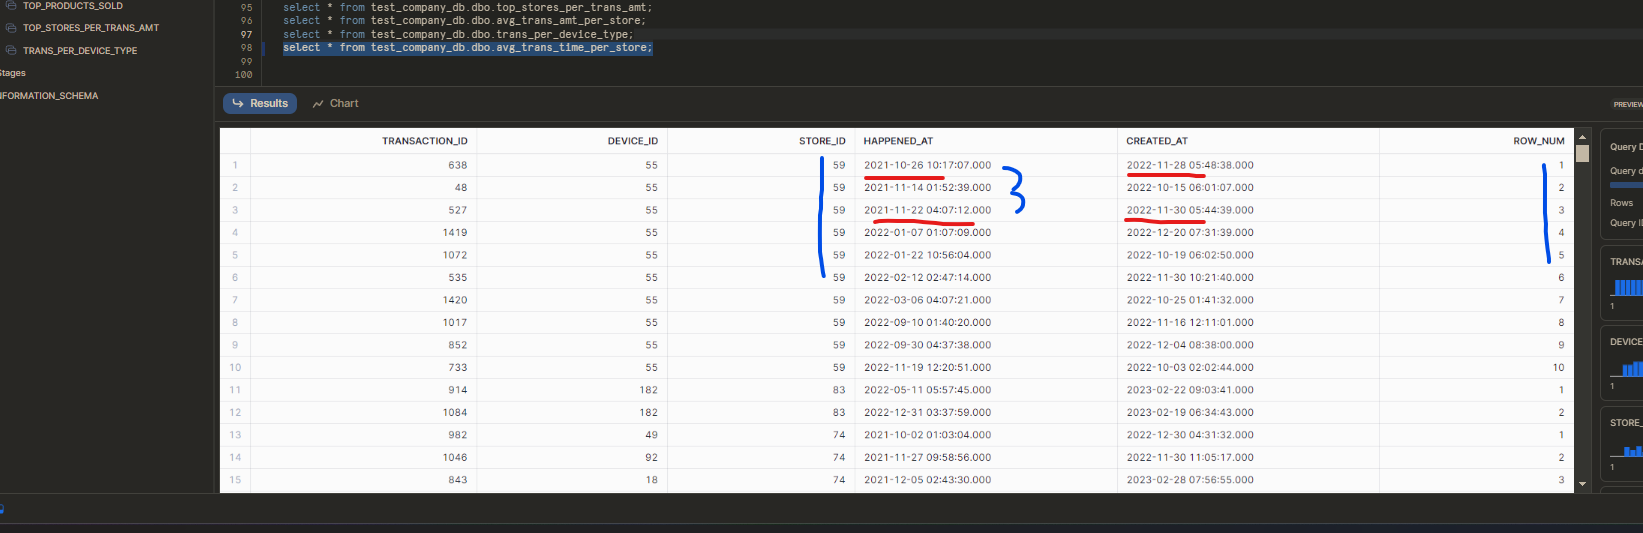 TOP_PRODUCTS_SOLD
TOP_STORES_PER_TRANS_AMT
TRANS_PER_DEVICE_TYPE
Stages
NFORMATION_SCHEMA
95 select * from test_company_db.dbo.top_stores_per_trans_amt;
96 select * from test_company_db.dbo.avg_trans_amt_per_store;
97 select * from test_company_db.dbo.trans_per_device_type;
98 select * from test_company_db.dbo.avg_trans_time_per_store;
99
100
Results Chart
PREVIEW
TRANSACTION_ID DEVICE_ID STORE_ID HAPPENED_AT CREATED_AT ROW_NUM
1 638 55 59 2021-10-26 10:17:07.000 2022-11-28 05:48:38.000 1
2 48 55 59 2021-11-14 01:52:39.000 2022-10-15 06:01:07.000 2
3 527 55 59 2021-11-22 04:07:12.000 2022-11-30 05:44:39.000 3
4 1419 55 59 2022-01-07 01:07:09.000 2022-12-20 07:31:39.000 4
5 1072 55 59 2022-01-22 10:56:04.000 2022-10-19 06:02:50.000 5
6 535 55 59 2022-02-12 02:47:14.000 2022-11-30 10:21:40.000 6
7 1420 55 59 2022-03-06 04:07:21.000 2022-10-25 01:41:32.000 7
8 1017 55 59 2022-09-10 01:40:20.000 2022-11-16 12:11:01.000 8
9 852 55 59 2022-09-30 04:37:38.000 2022-12-04 08:38:00.000 9
10 733 55 59 2022-11-19 12:20:51.000 2022-10-03 02:02:44.000 10
11 914 182 83 2022-05-11 05:57:45.000 2023-02-22 09:03:41.000 1
12 1084 182 83 2022-12-31 03:37:59.000 2023-02-19 06:34:43.000 2
13 982 49 74 2021-10-02 01:03:04.000 2022-12-30 04:31:32.000 1
14 1046 92 74 2021-11-27 09:58:56.000 2022-11-30 11:05:17.000 2
15 843 18 74 2021-12-05 02:43:30.000 2023-02-28 07:56:55.000 3
3
Query D
Query d
Rows
Query I
TRANSA
1
DEVICE
1
STORE_
1